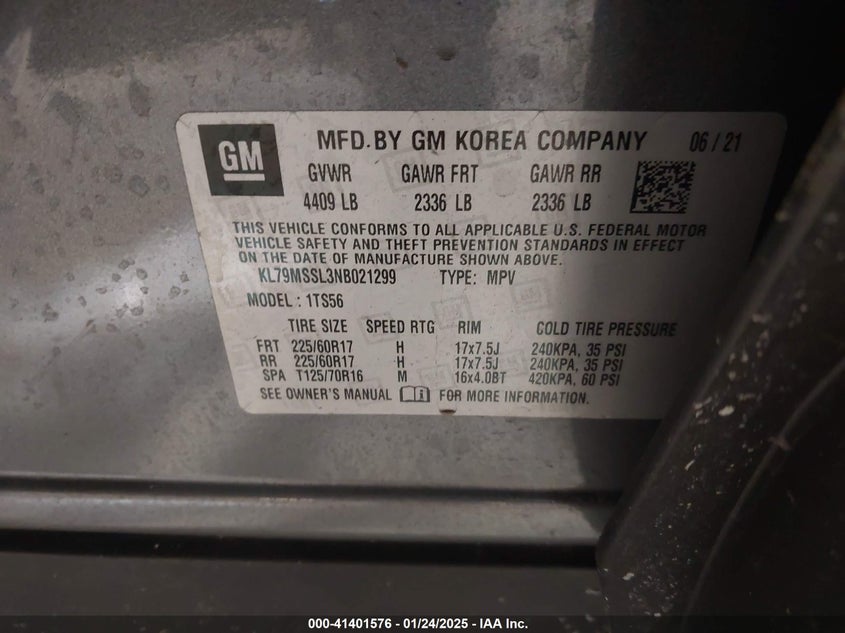 GM
MFD.BY GM KOREA COMPANY 06/21
GVWR GAWR FRT GAWR RR
4409 LB 2336 LB 2336 LB
THIS VEHICLE CONFORMS TO ALL APPLICABLE U.S. FEDERAL MOTOR
VEHICLE SAFETY AND THEFT PREVENTION STANDARDS IN EFFECT
ON THE DATE OF MANUFACTURE SHOWN ABOVE.
KL79MSSL3NB021299 TYPE: MPV
MODEL: 1TS56
TIRE SIZE SPEED RTG RIM COLD TIRE PRESSURE
FRT 225/60R17 H 17x7.5J 240KPA, 35 PSI
RR 225/60R17 H 17x7.5J 240KPA, 35 PSI
SPA T125/70R16 M 16x4.0BT 420KPA, 60 PSI
SEE OWNER'S MANUAL FOR MORE INFORMATION.
000-41401576 - 01/24/2025 - IAA Inc.